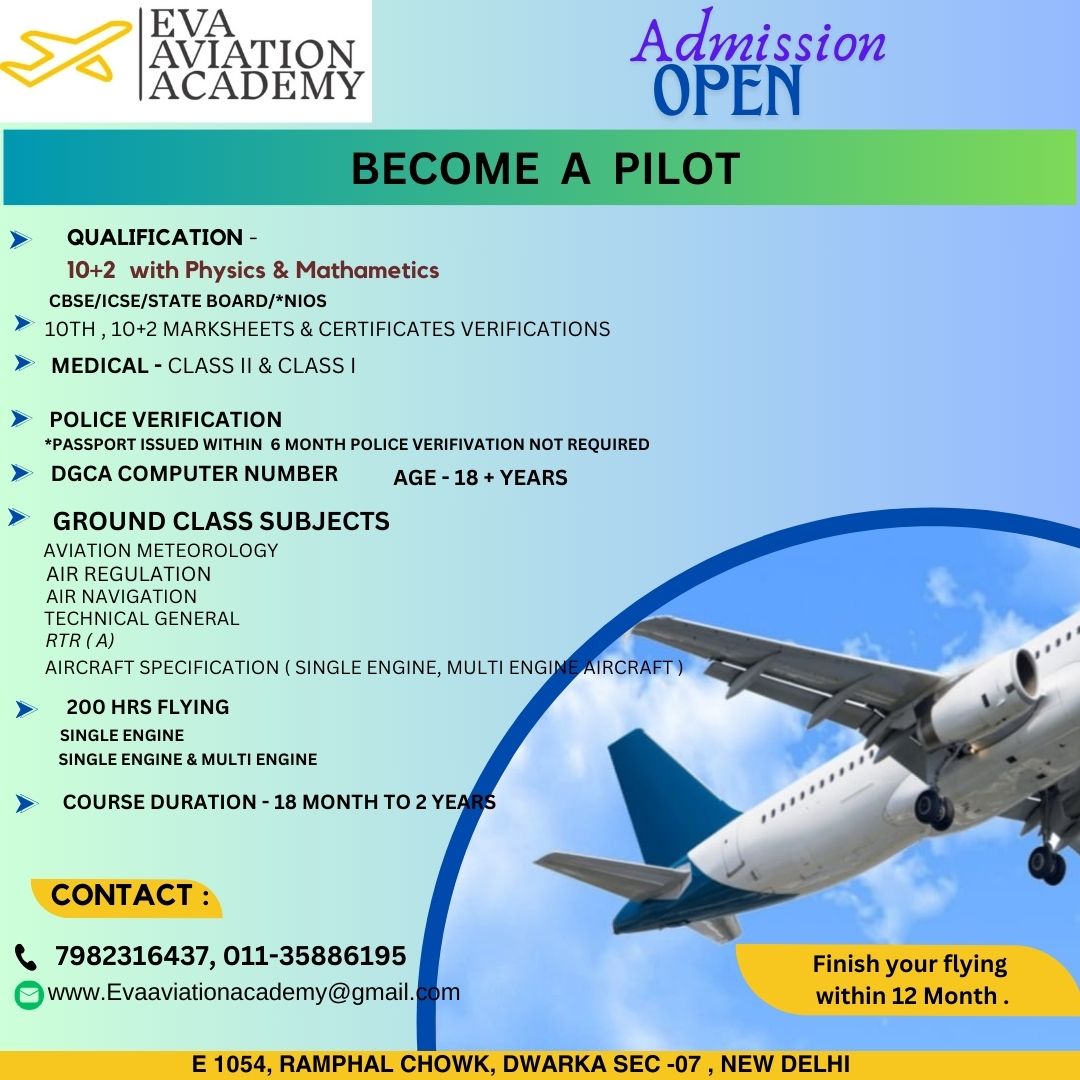 EVA
AVIATION
ACADEMY
Admission
OPEN
BECOME A PILOT
QUALIFICATION -
10+2 with Physics & Mathametics
CBSE/ICSE/STATE BOARD/*NIOS
10TH , 10+2 MARKSHEETS & CERTIFICATES VERIFICATIONS
MEDICAL - CLASS II & CLASS I
POLICE VERIFICATION
*PASSPORT ISSUED WITHIN 6 MONTH POLICE VERIFIVATION NOT REQUIRED
DGCA COMPUTER NUMBER AGE - 18 + YEARS
GROUND CLASS SUBJECTS
AVIATION METEOROLOGY
AIR REGULATION
AIR NAVIGATION
TECHNICAL GENERAL
RTR ( A)
AIRCRAFT SPECIFICATION ( SINGLE ENGINE, MULTI ENGINE AIRCRAFT )
200 HRS FLYING
SINGLE ENGINE
SINGLE ENGINE & MULTI ENGINE
COURSE DURATION - 18 MONTH TO 2 YEARS
CONTACT :
7982316437, 011-35886195
www.Evaaviationacademy@gmail.com
Finish your flying
within 12 Month .
E 1054, RAMPHAL CHOWK, DWARKA SEC -07 , NEW DELHI